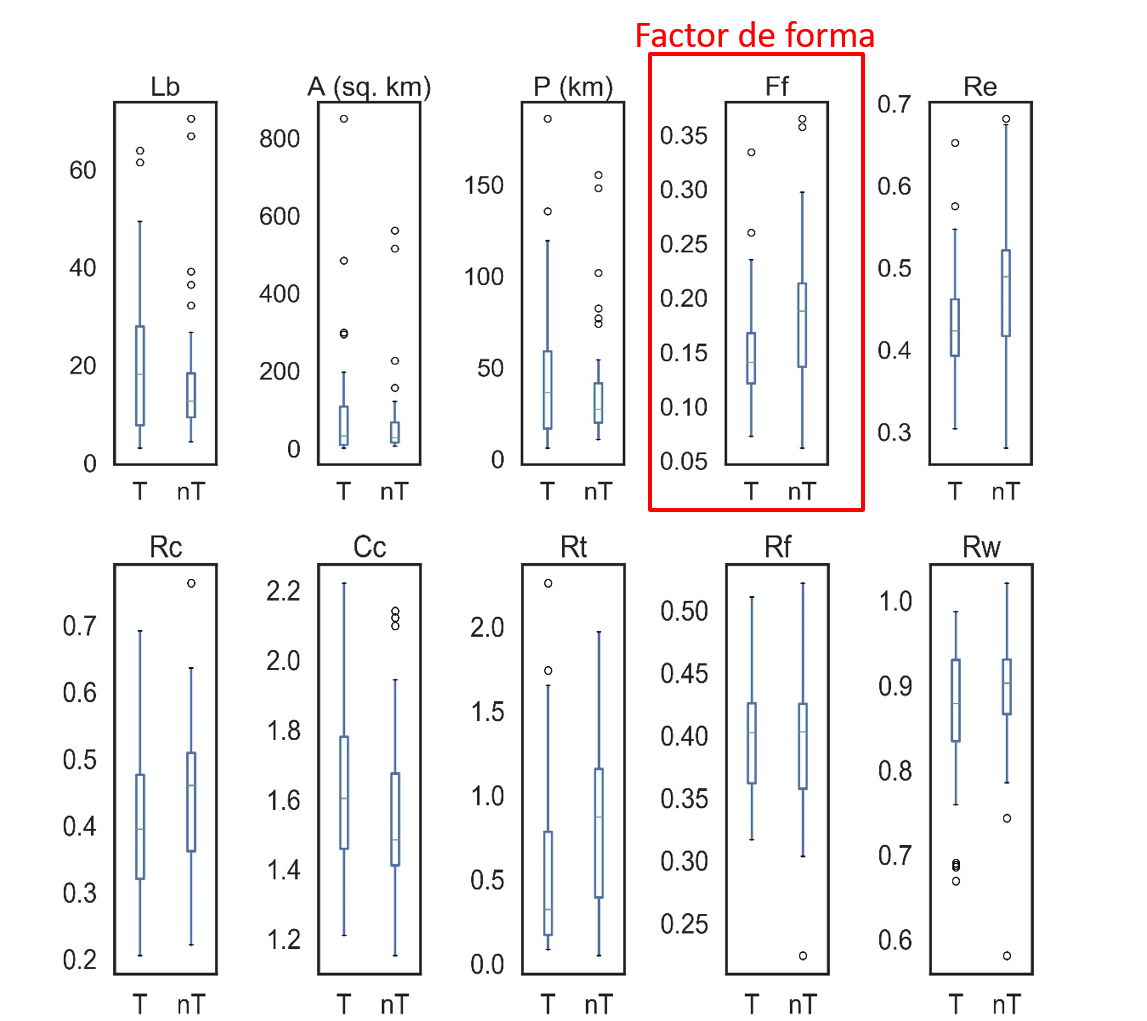 Factor de forma
Lb
A (sq. km)
P (km)
Ff
Re
60
40
20
0
T nT
800
600
400
200
0
T nT
150
100
50
0
T nT
0.35
0.30
0.25
0.20
0.15
0.10
0.05
T nT
0.7
0.6
0.5
0.4
0.3
T nT
Rc
Cc
Rt
Rf
Rw
0.7
0.6
0.5
0.4
0.3
0.2
T nT
2.2
2.0
1.8
1.6
1.4
1.2
T nT
2.0
1.5
1.0
0.5
0.0
T nT
0.50
0.45
0.40
0.35
0.30
0.25
T nT
1.0
0.9
0.8
0.7
0.6
T nT